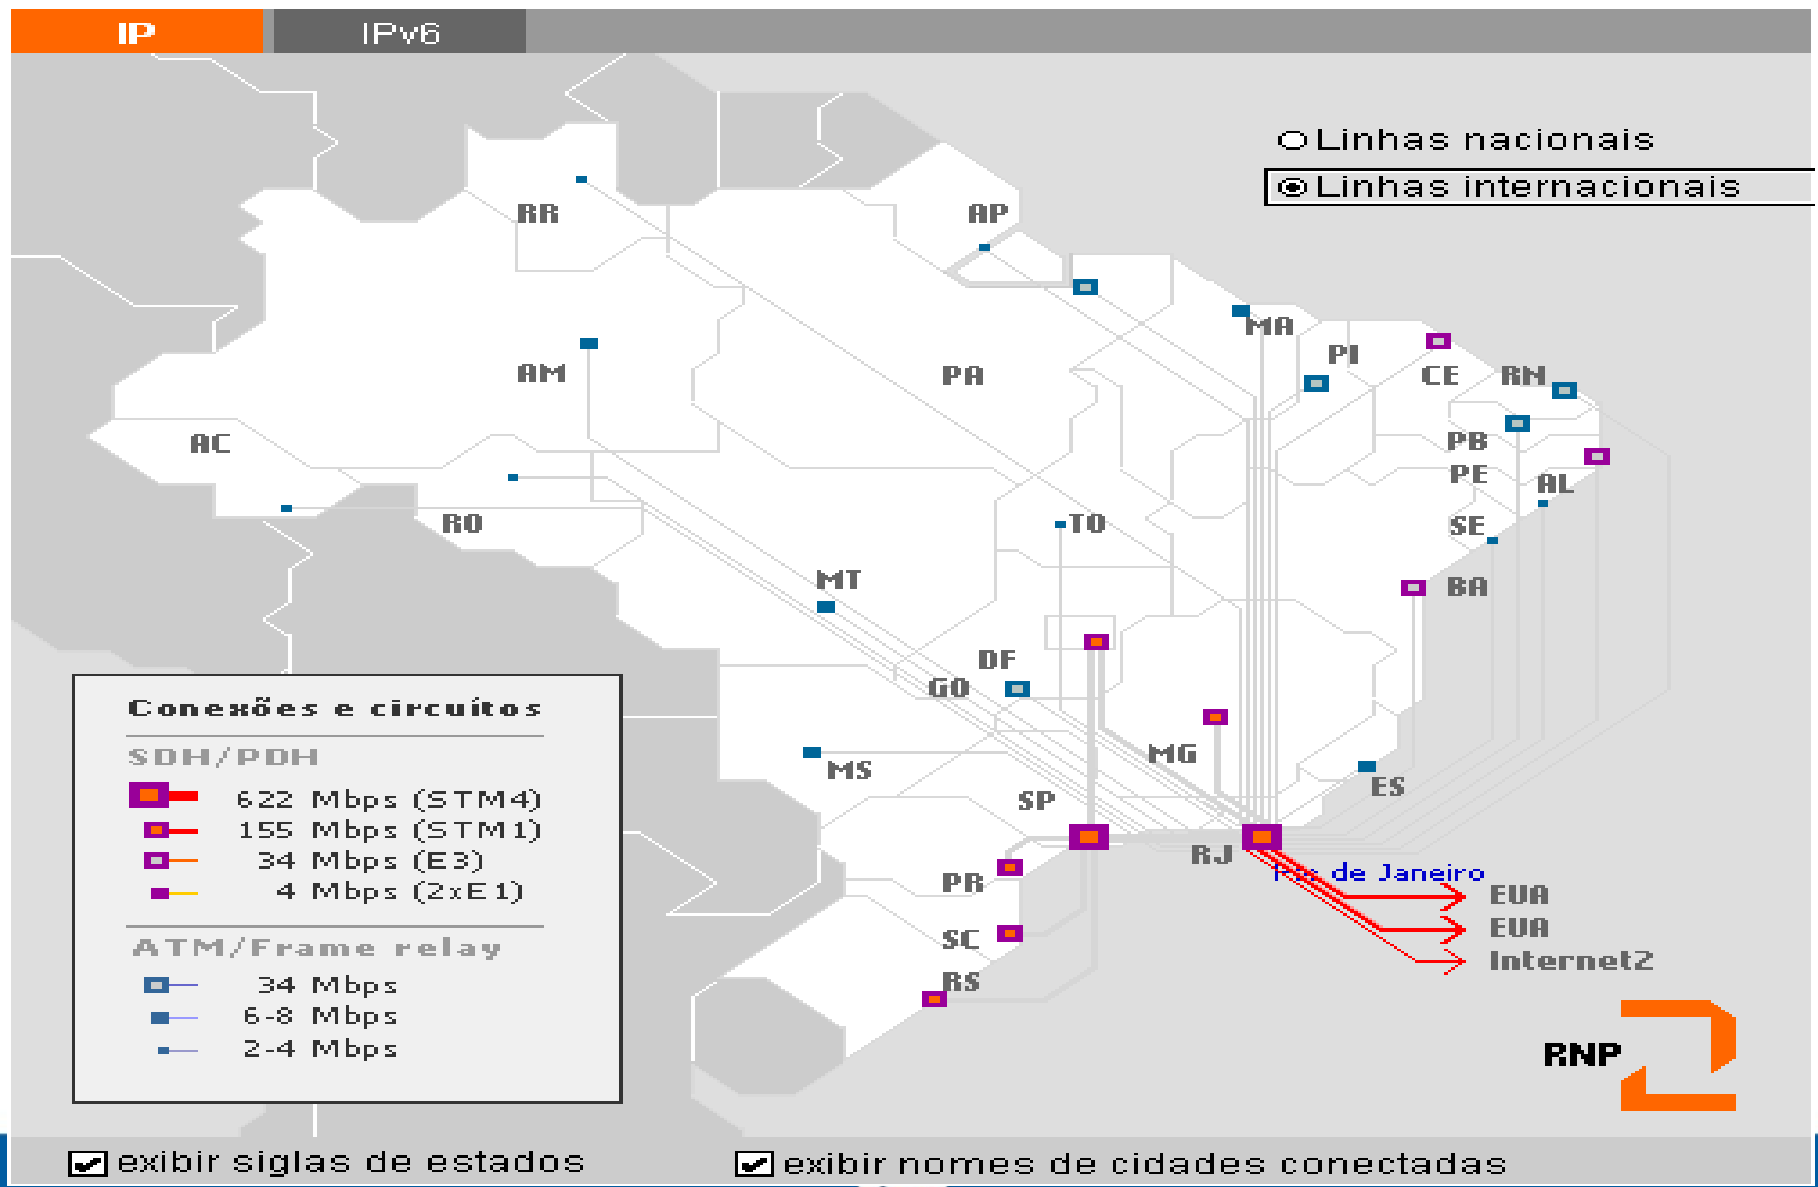 IP
IPv6
Linhas nacionais
Linhas internacionais
RR
AP
MA
PI
AM
PA
CE
RN
AC
PB
PE
AL
RO
TO
SE
MT
BA
DF
GO
MG
MS
ES
SP
RJ
de Janeiro
PR
EUA
EUA
SC
Internet2
RS
Conexões e circuitos
SDH/PDH
622 Mbps (STM4)
155 Mbps (STM1)
34 Mbps (E3)
4 Mbps (2xE1)
ATM/Frame relay
34 Mbps
6-8 Mbps
2-4 Mbps
RNP
exibir siglas de estados
exibir nomes de cidades conectadas